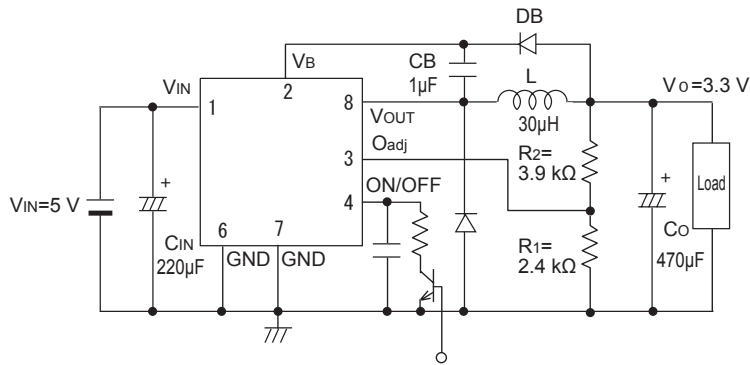 DB
VB
CB
1µF
L
VIN
1
2
8
VOUT
30µH
VO=3.3 V
Oadj
3
R2=
3.9 kΩ
ON/OFF
4
VIN=5 V
+
CIN
220µF
6
GND
7
GND
R1=
2.4 kΩ
+
CO
470µF
Load